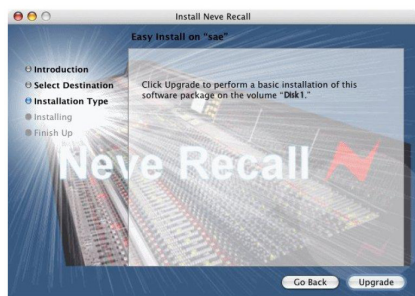 Install Neve Recall
Easy Install on "sae"
Introduction
Select Destination
Installation Type
Installing
Finish Up
Click Upgrade to perform a basic installation of this
software package on the volume "Disk1."
Neve Recall
Go Back
Upgrade